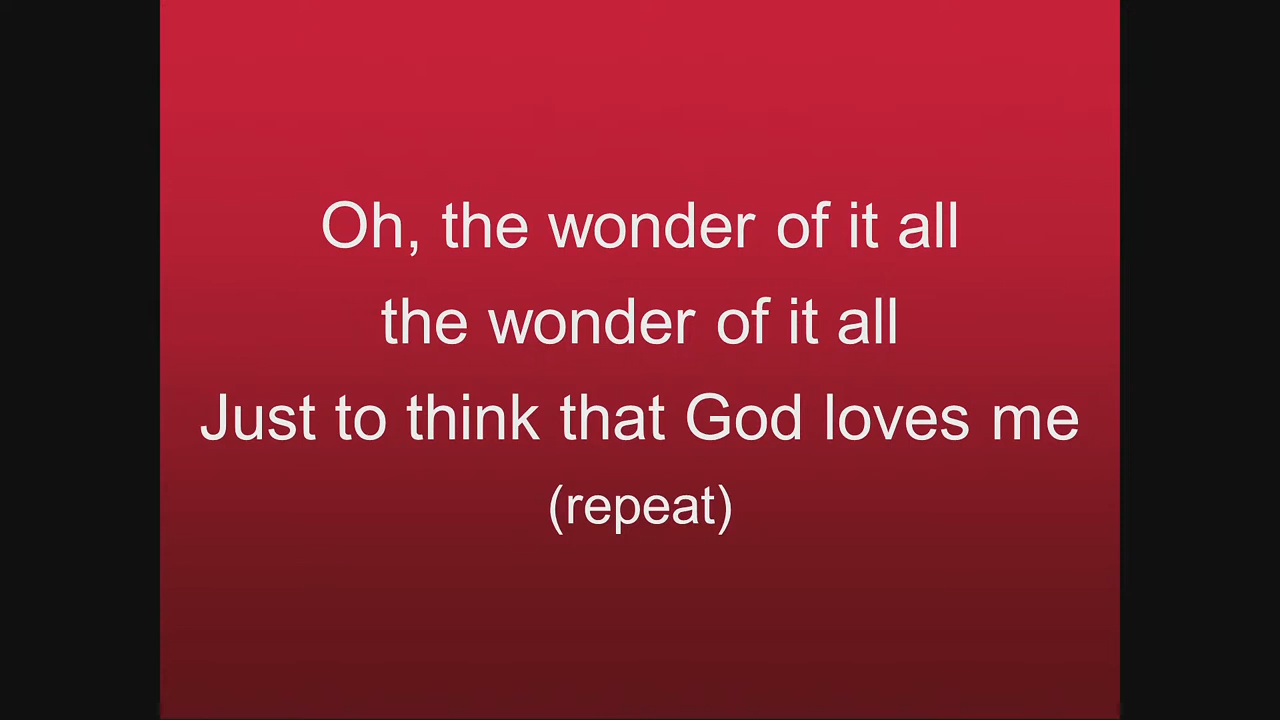 Oh, the wonder of it all
the wonder of it all
Just to think that God loves me
(repeat)